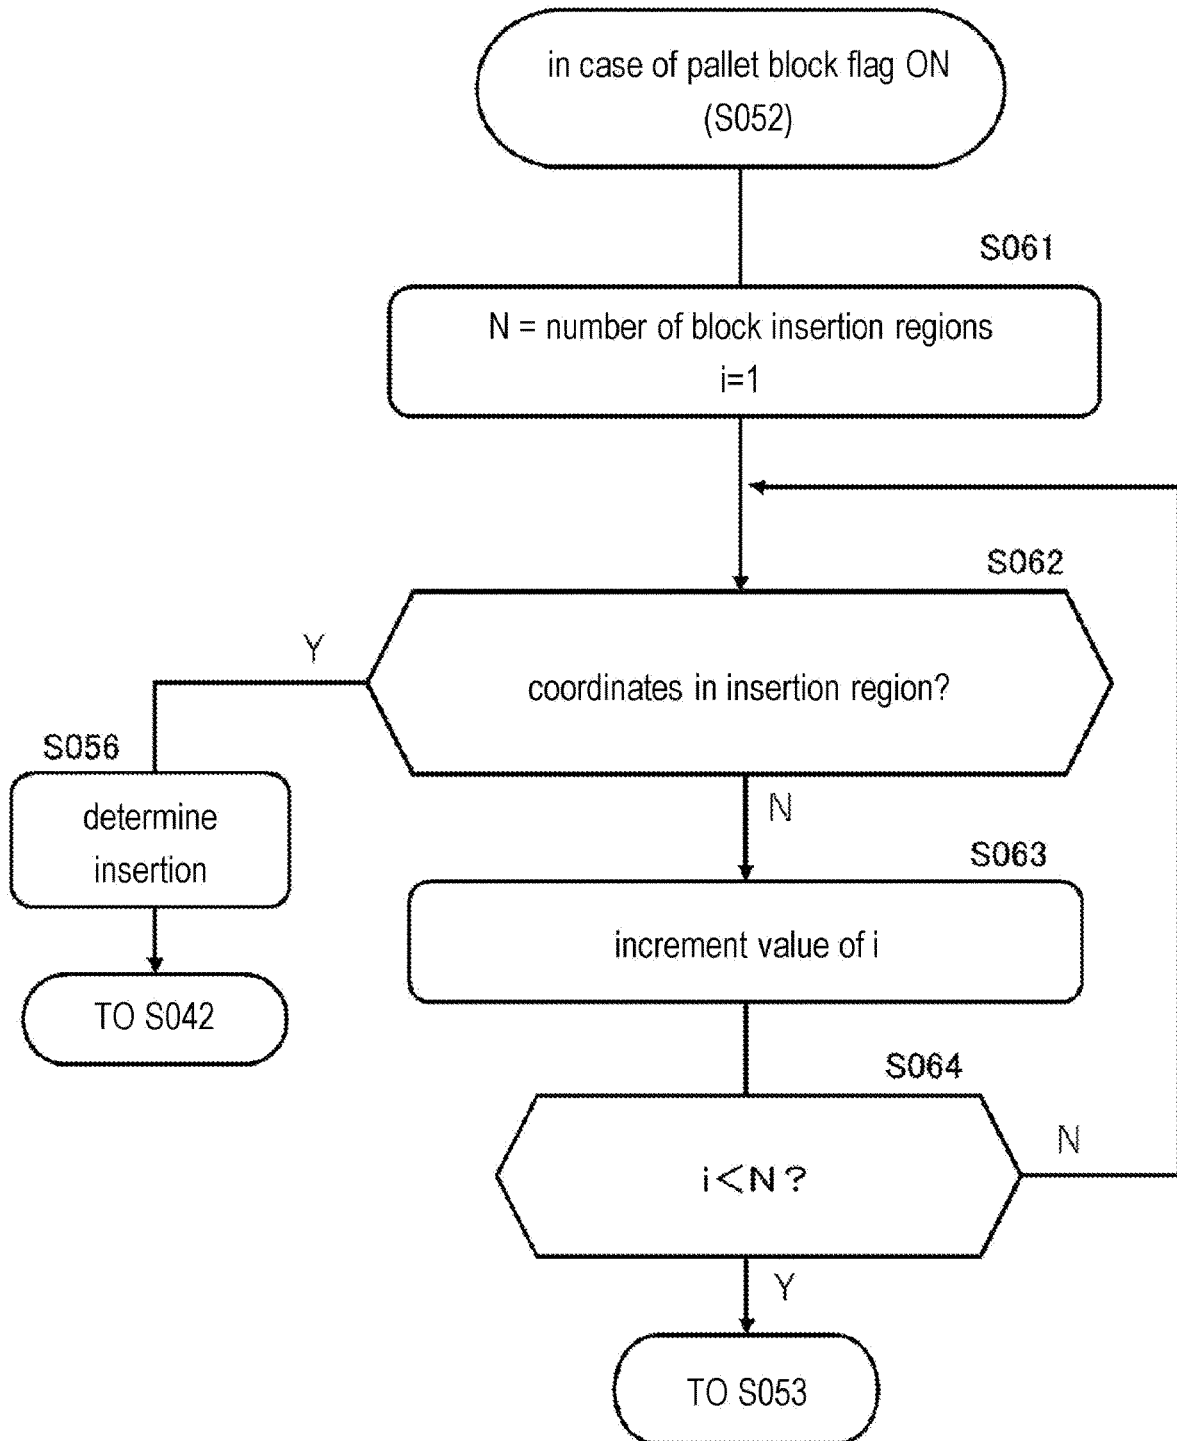 in case of pallet block flag ON
(S052)
S061
N = number of block insertion regions
i=1
S062
Y
coordinates in insertion region?
S056
determine
insertion
N
S063
increment value of i
TO S042
S064
i<N?
N
Y
TO S053